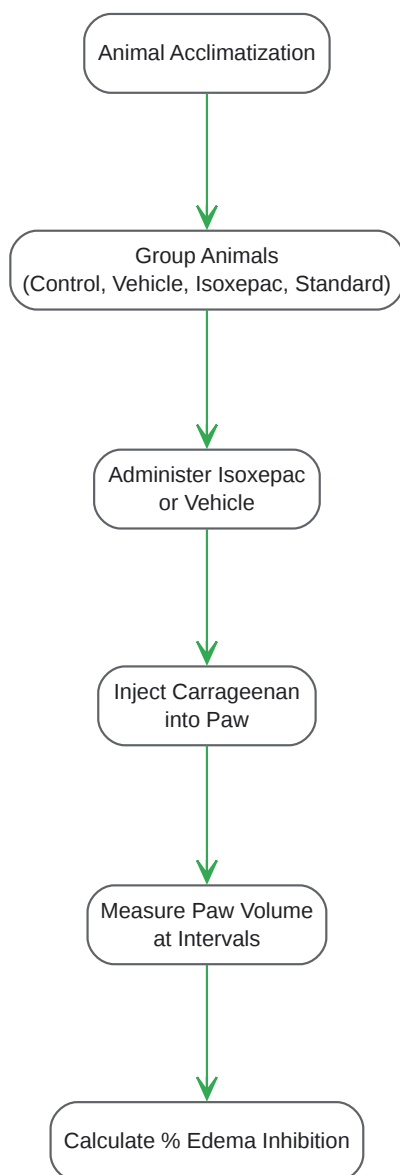 Animal Acclimatization
Group Animals
(Control, Vehicle, Isoxepac, Standard)
Administer Isoxepac
or Vehicle
Inject Carrageenan
into Paw
Measure Paw Volume
at Intervals
Calculate % Edema Inhibition